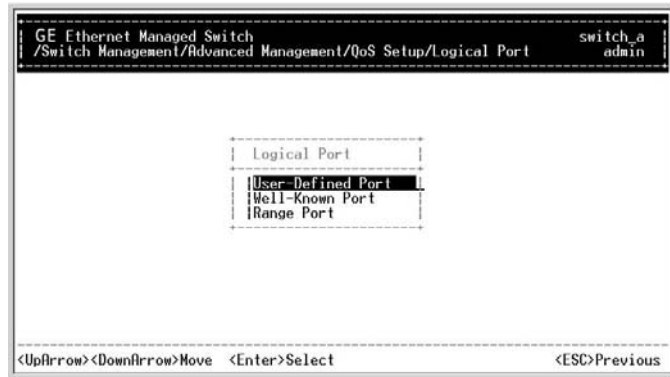 GE Ethernet Managed Switch switch_a
/Switch Management/Advanced Management/QoS Setup/Logical Port admin
Logical Port
User-Defined Port
Well-Known Port
Range Port
<UpArrow><DownArrow>Move <Enter>Select <ESC>Previous